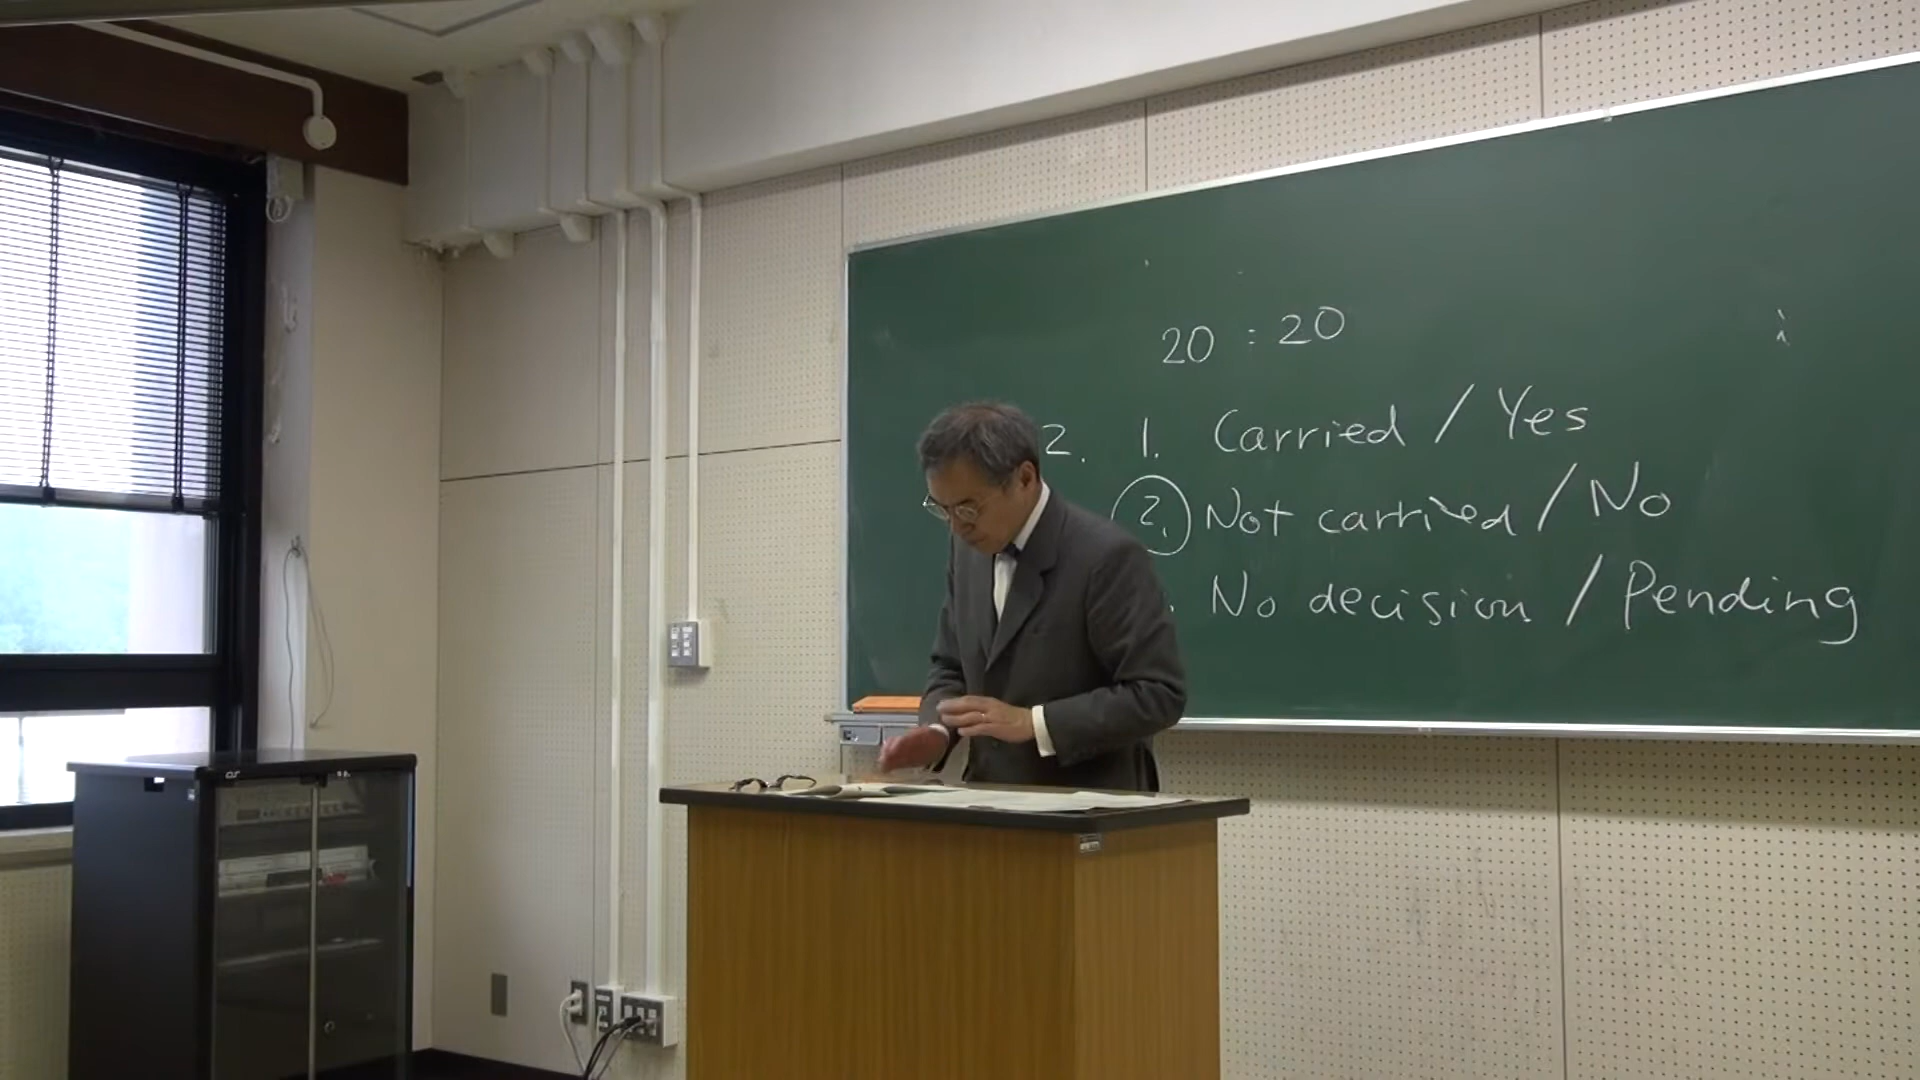 20 : 20
2. 1. Carried / Yes
2. Not carried / No
. No decision / Pending